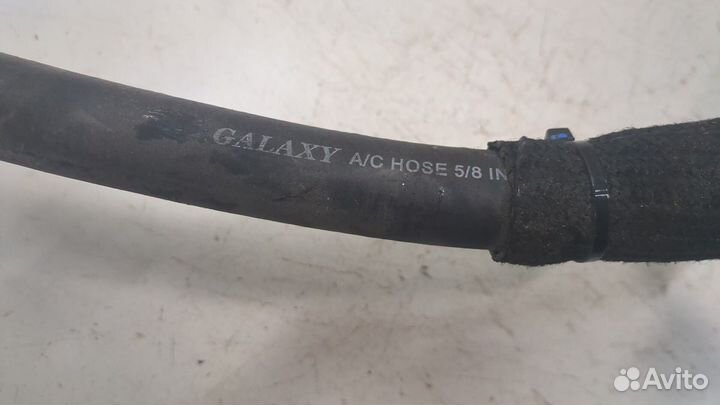 GALAXY A/C HOSE 5/8 IN
Avito